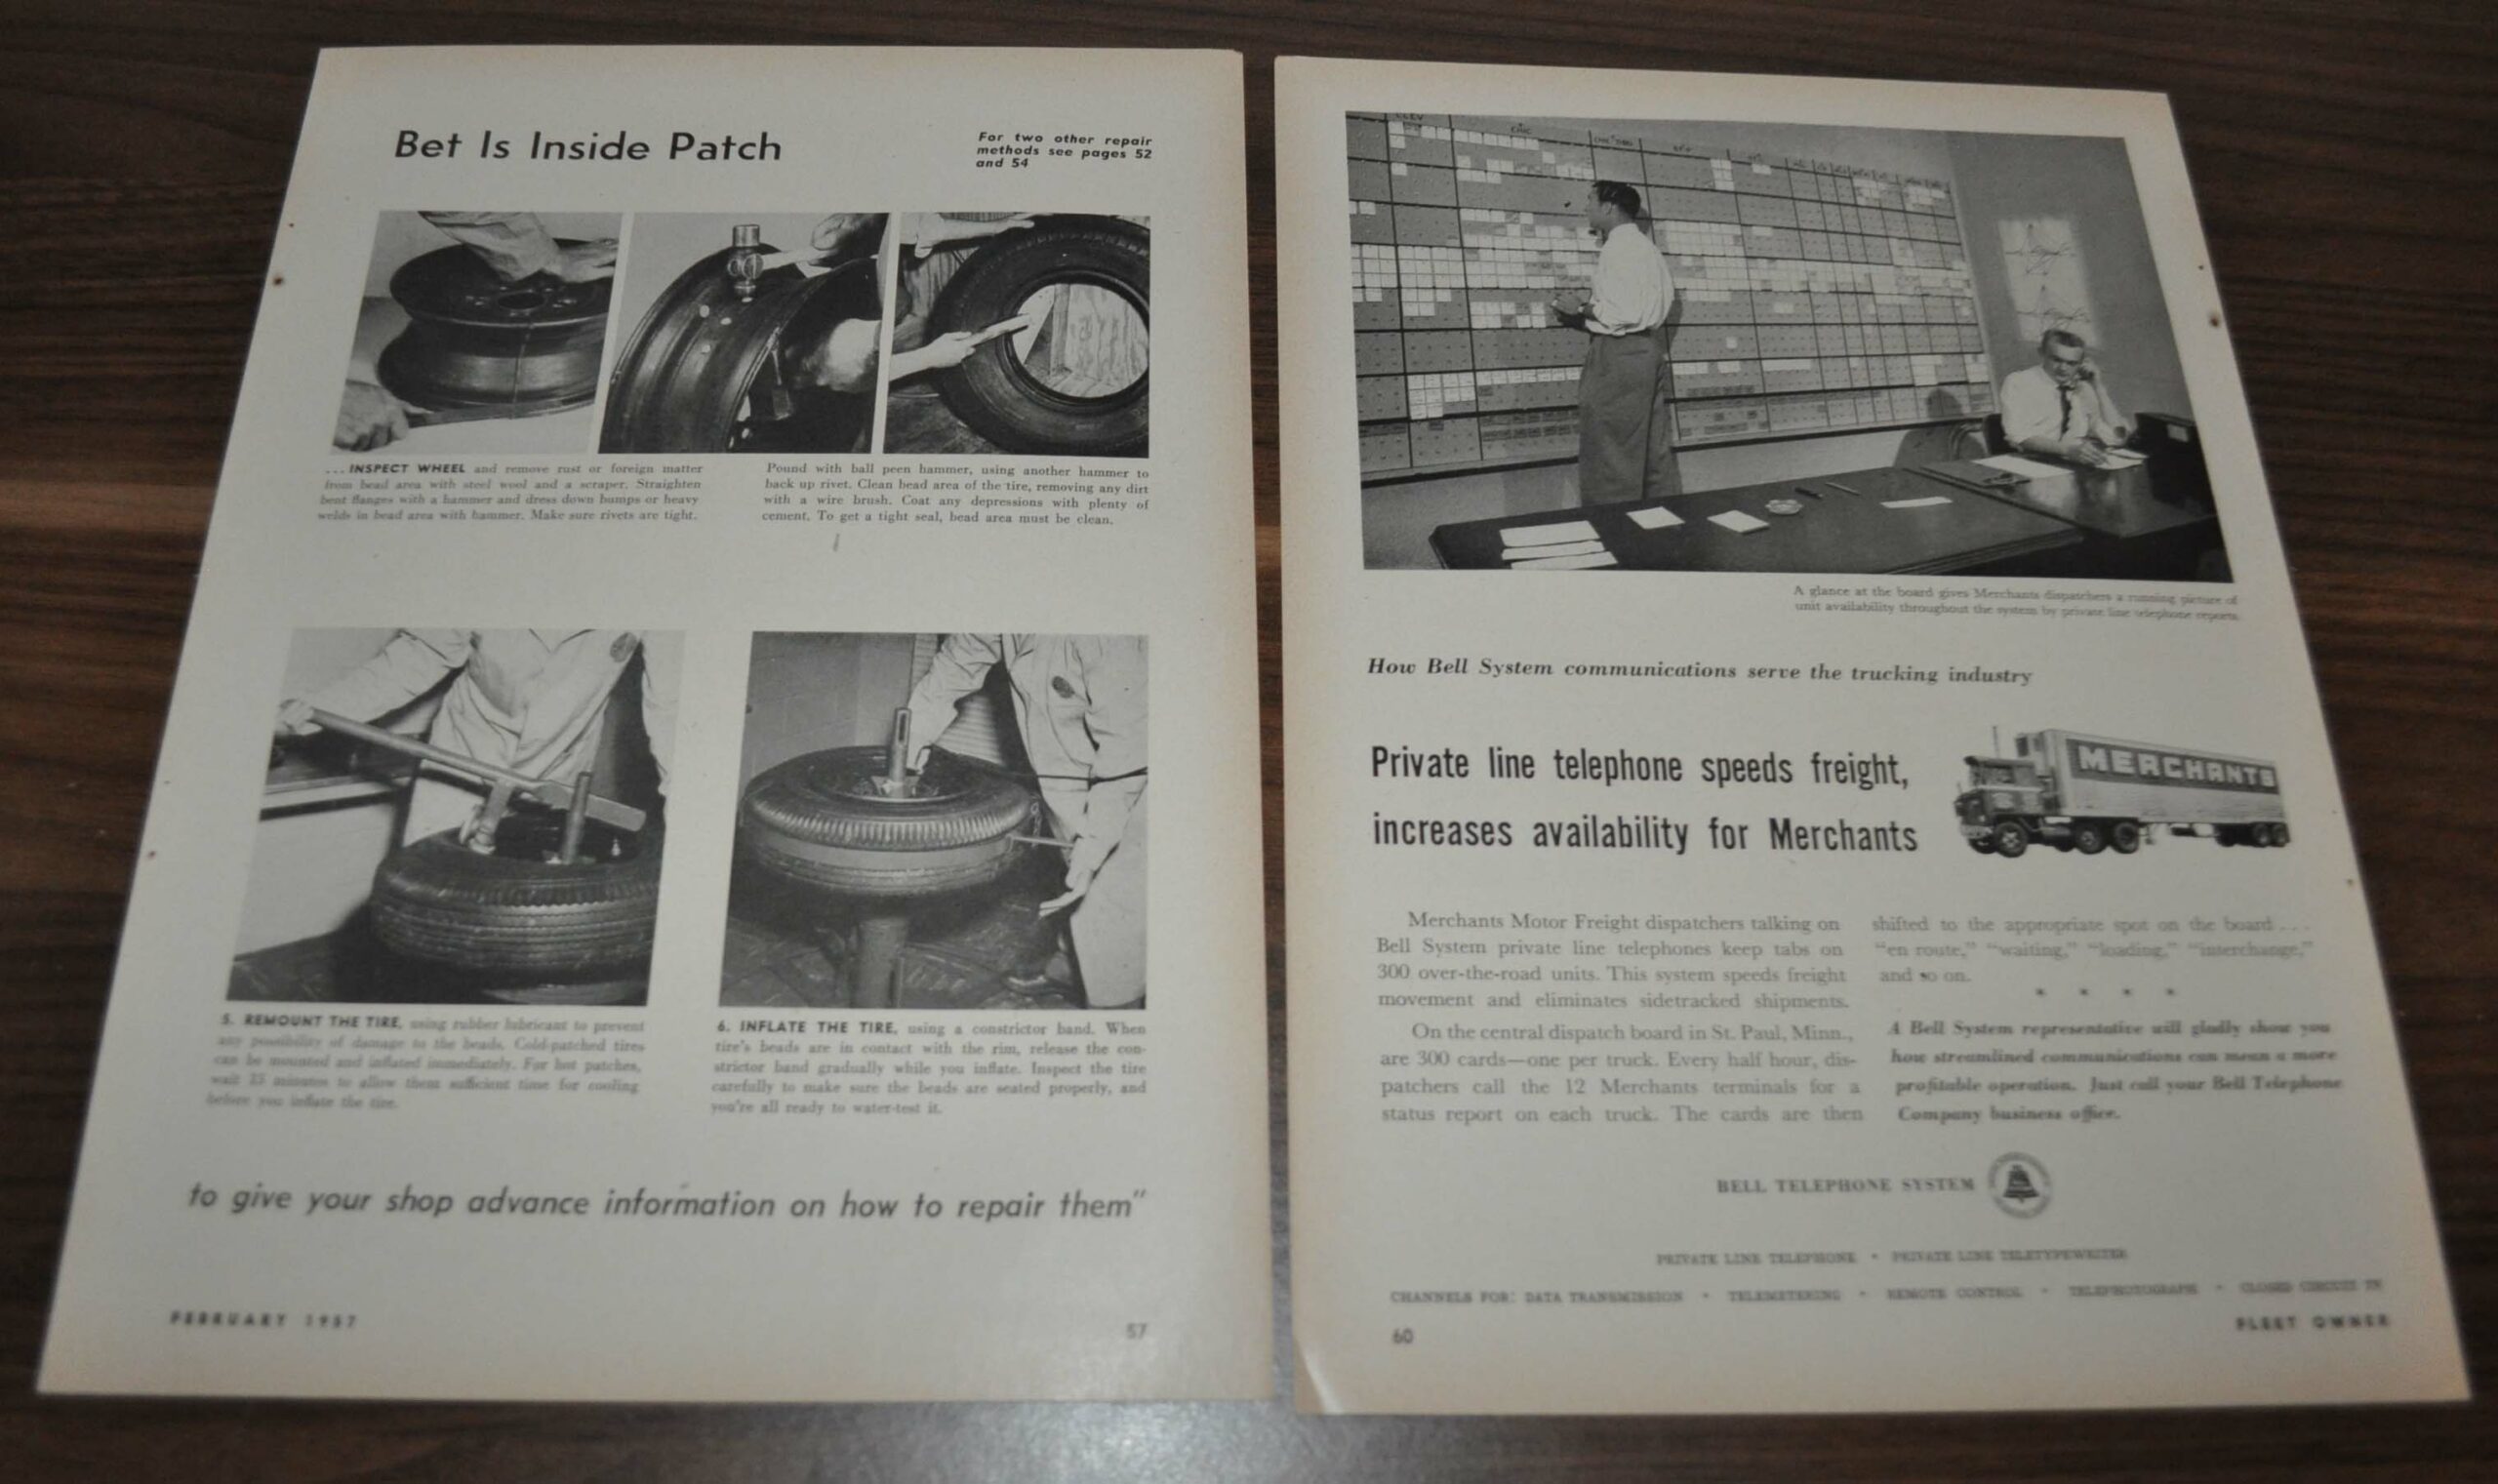 Bet Is Inside Patch
For two other repair
methods see pages 52
and 54
... INSPECT WHEEL and remove rust or foreign matter
from bead area with steel wool and a scraper. Straighten
bent flanges with a hammer and dress down bumps or heavy
welds in bead area with hammer. Make sure rivets are tight.
Pound with ball peen hammer, using another hammer to
back up rivet. Clean bead area of the tire, removing any dirt
with a wire brush. Coat any depressions with plenty of
cement. To get a tight seal, bead area must be clean.
5. REMOUNT THE TIRE, using rubber lubricant to prevent
any possibility of damage to the beads. Cold-patched tires
can be mounted and inflated immediately. For hot patches,
wait 15 minutes to allow them sufficient time for cooling
before you inflate the tire.
6. INFLATE THE TIRE, using a constrictor band. When
tire's beads are in contact with the rim, release the con-
strictor band gradually while you inflate. Inspect the tire
carefully to make sure the beads are seated properly, and
you're all ready to water-test it.
to give your shop advance information on how to repair them"
FEBRUARY 1957
57
A glance at the board gives Merchants dispatchers a running picture of
unit availability throughout the system by private line telephone reports.
How Bell System communications serve the trucking industry
Private line telephone speeds freight,
increases availability for Merchants
MERCHANTS
Merchants Motor Freight dispatchers talking on
Bell System private line telephones keep tabs on
300 over-the-road units. This system speeds freight
movement and eliminates sidetracked shipments.
On the central dispatch board in St. Paul, Minn.,
are 300 cards—one per truck. Every half hour, dis-
patchers call the 12 Merchants terminals for a
status report on each truck. The cards are then
shifted to the appropriate spot on the board ...
"en route," "waiting," "loading," "interchange,"
and so on.
* * * *
A Bell System representative will gladly show you
how streamlined communications can mean a more
profitable operation. Just call your Bell Telephone
Company business office.
BELL TELEPHONE SYSTEM
PRIVATE LINE TELEPHONE • PRIVATE LINE TELETYPEWRITER
CHANNELS FOR: DATA TRANSMISSION • TELEMETERING • REMOTE CONTROL • TELEPHOTOGRAPH • CLOSED CIRCUIT TV
60
FLEET OWNER